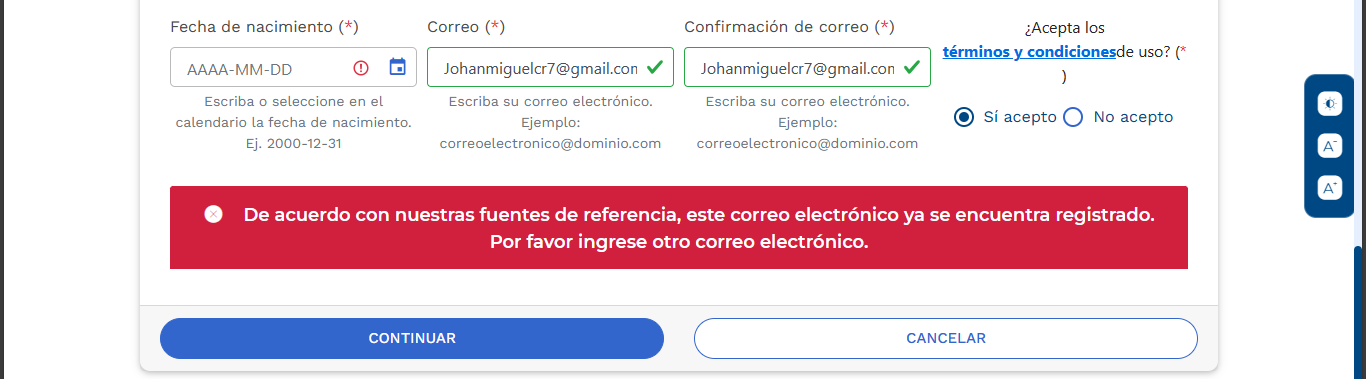 Fecha de nacimiento (*)
AAAA-MM-DD
Escriba o seleccione en el
calendario la fecha de nacimiento.
Ej. 2000-12-31
Correo (*)
Johanmiguelcr7@gmail.com
Escriba su correo electrónico.
Ejemplo:
correoelectronico@dominio.com
Confirmación de correo (*)
Johanmiguelcr7@gmail.com
Escriba su correo electrónico.
Ejemplo:
correoelectronico@dominio.com
¿Acepta los
términos y condicionesde uso? (*
)
Sí acepto No acepto
De acuerdo con nuestras fuentes de referencia, este correo electrónico ya se encuentra registrado.
Por favor ingrese otro correo electrónico.
CONTINUAR
CANCELAR
A-
A+